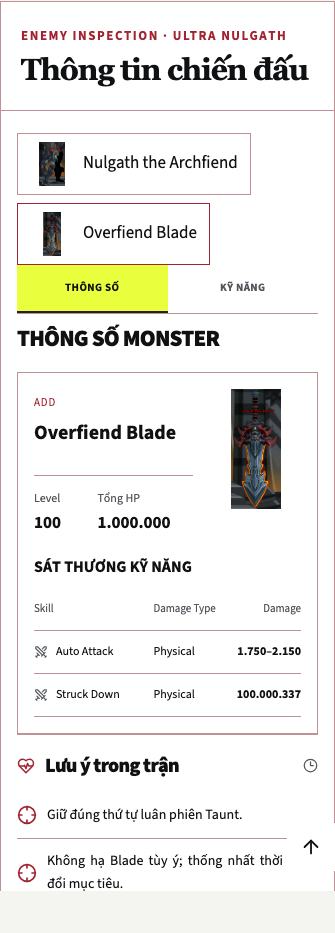 ENEMY INSPECTION · ULTRA NULGATH
Thông tin chiến đấu
Nulgath the Archfiend
Overfiend Blade
THÔNG SỐ KỸ NĂNG
THÔNG SỐ MONSTER
ADD
Overfiend Blade
Level Tổng HP
100 1.000.000
SÁT THƯƠNG KỸ NĂNG
Skill Damage Type Damage
Auto Attack Physical 1.750–2.150
Struck Down Physical 100.000.337
Lưu ý trong trận
Giữ đúng thứ tự luân phiên Taunt.
Không hạ Blade tùy ý; thống nhất thời
đổi mục tiêu.